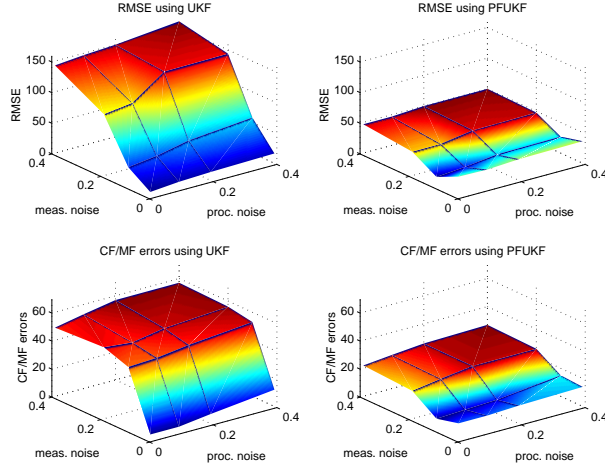 RMSE using UKF
150
100
50
0
RMSE
0.4
0.2
0
meas. noise
0
0.2
0.4
proc. noise
RMSE using PFUKF
150
100
50
0
RMSE
0.4
0.2
0
meas. noise
0
0.2
0.4
proc. noise
CF/MF errors using UKF
60
40
20
0
CF/MF errors
0.4
0.2
0
meas. noise
0
0.2
0.4
proc. noise
CF/MF errors using PFUKF
60
40
20
0
CF/MF errors
0.4
0.2
0
meas. noise
0
0.2
0.4
proc. noise